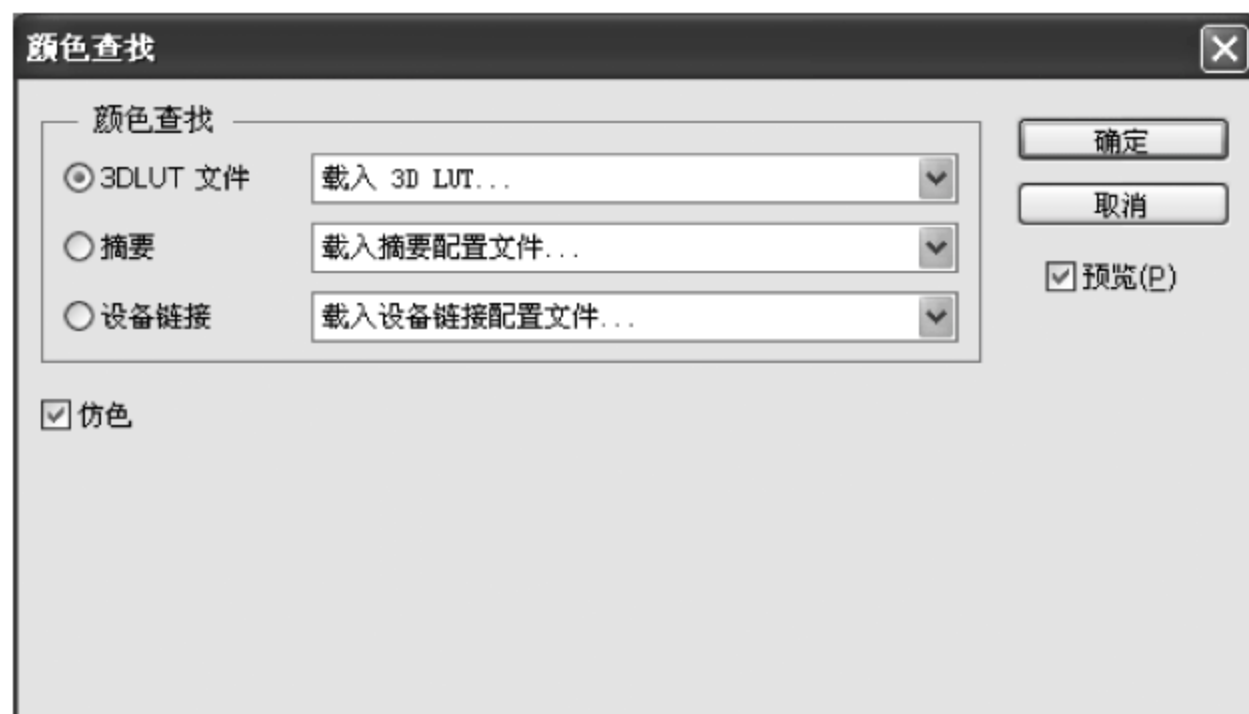 颜色查找
颜色查找
3DLUT 文件 载入 3D LUT...
摘要 载入摘要配置文件...
设备链接 载入设备链接配置文件...
仿色
确定
取消
预览(P)